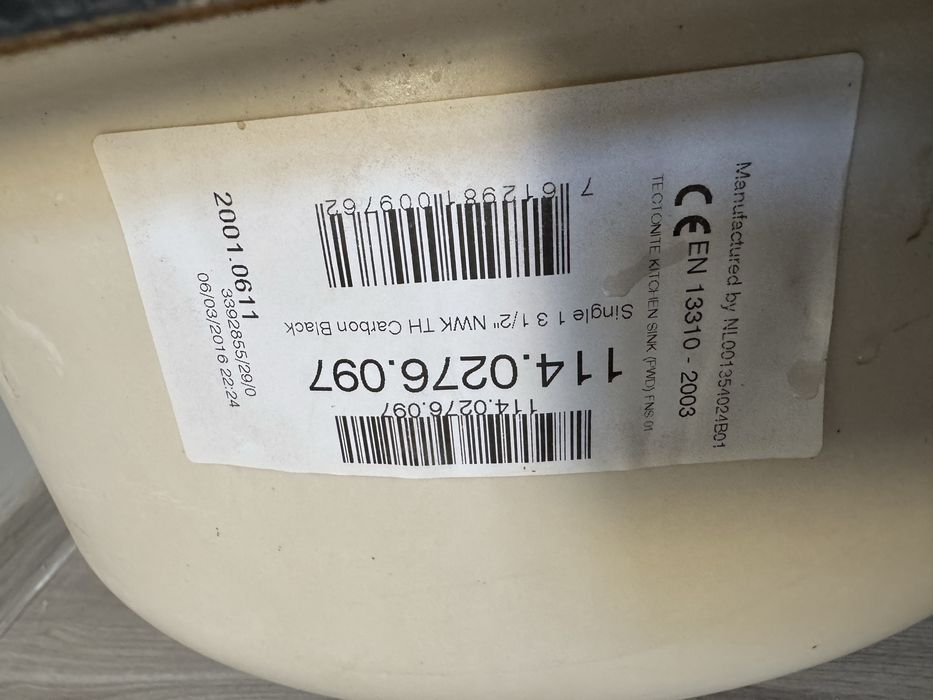 114.0276.097
114.0276.097
Single 1 3 1/2" NWK TH Carbon Black
7 612981 009762
Manufactured by NL001354024B01
CE EN 13310 - 2003
TECTONITE KITCHEN SINK (PWD) FNS 01
2001.0611
3392855/29/0
06/03/2016 22:24